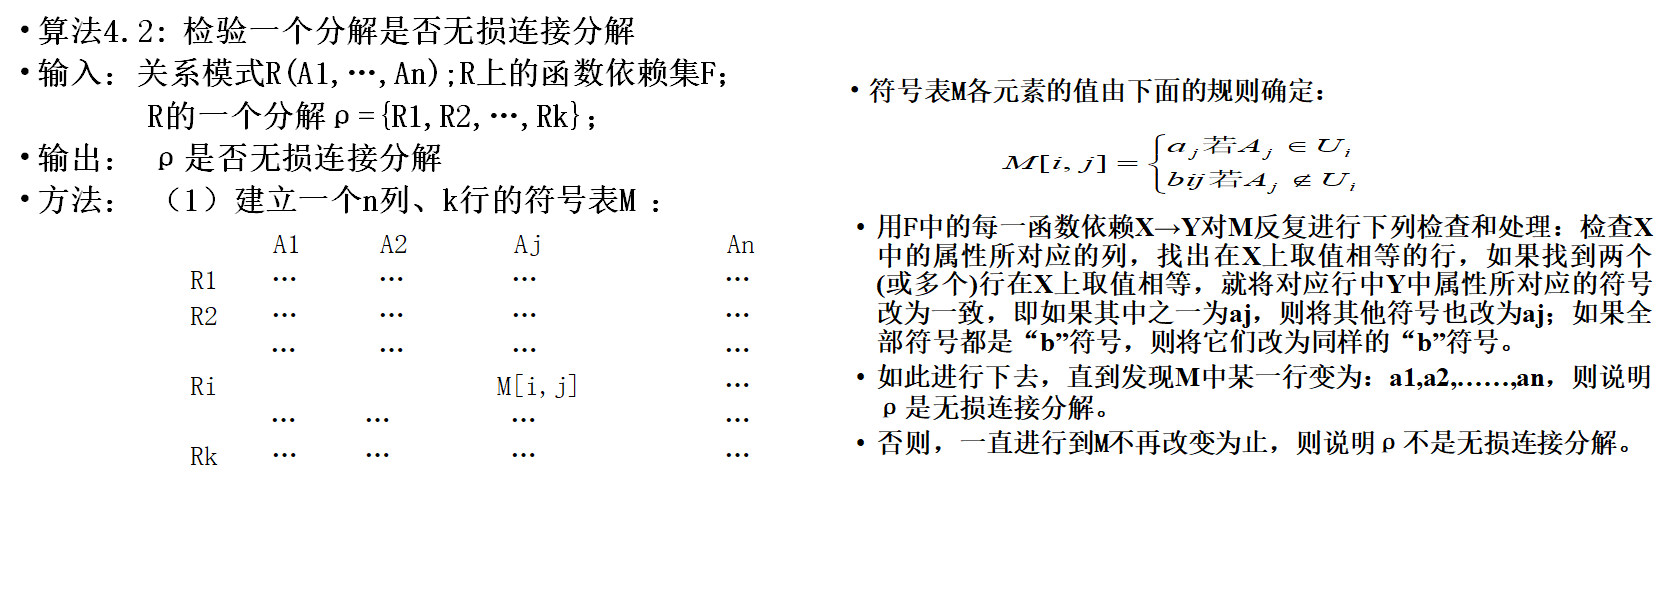 • 算法4.2: 检验一个分解是否无损连接分解
• 输入: 关系模式R(A1,…,An);R上的函数依赖集F;
R的一个分解ρ={R1,R2,…,Rk};
• 输出: ρ是否无损连接分解
• 方法: （1）建立一个n列、k行的符号表M :
A1 A2 Aj An
R1 … … … …
R2 … … … …
… … … …
Ri M[i,j] …
… … … …
Rk … … … …
• 符号表M各元素的值由下面的规则确定:
M[i, j] = { aj 若 Aj ∈ Ui
bij 若 Aj ∉ Ui
• 用F中的每一函数依赖X→Y对M反复进行下列检查和处理: 检查X
中的属性所对应的列，找出在X上取值相等的行，如果找到两个
(或多个)行在X上取值相等，就将对应行中Y中属性所对应的符号
改为一致，即如果其中之一为aj，则将其他符号也改为aj；如果全
部符号都是“b”符号，则将它们改为同样的“b”符号。
• 如此进行下去，直到发现M中某一行变为: a1,a2,……,an，则说明
ρ是无损连接分解。
• 否则，一直进行到M不再改变为止，则说明ρ不是无损连接分解。